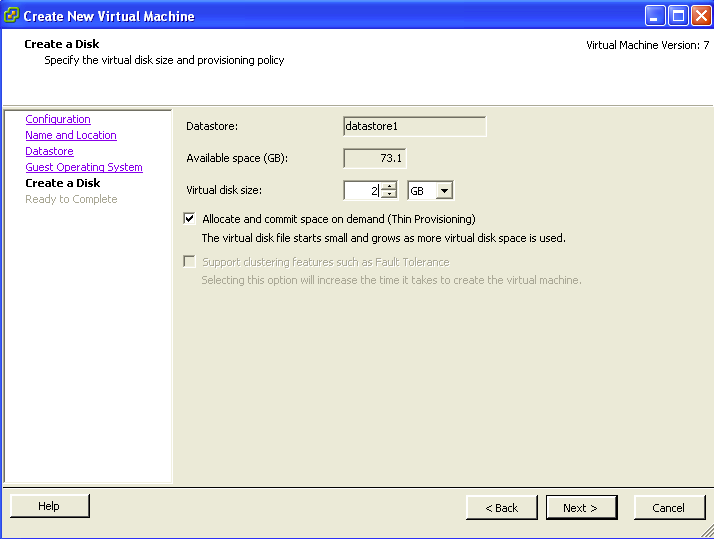 Create New Virtual Machine
Create a Disk
Virtual Machine Version: 7
Specify the virtual disk size and provisioning policy
Configuration
Name and Location
Datastore
Guest Operating System
Create a Disk
Ready to Complete
Datastore:
datastore1
Available space (GB):
73.1
Virtual disk size:
2
GB
Allocate and commit space on demand (Thin Provisioning)
The virtual disk file starts small and grows as more virtual disk space is used.
Support clustering features such as Fault Tolerance
Selecting this option will increase the time it takes to create the virtual machine.
Help
< Back
Next >
Cancel